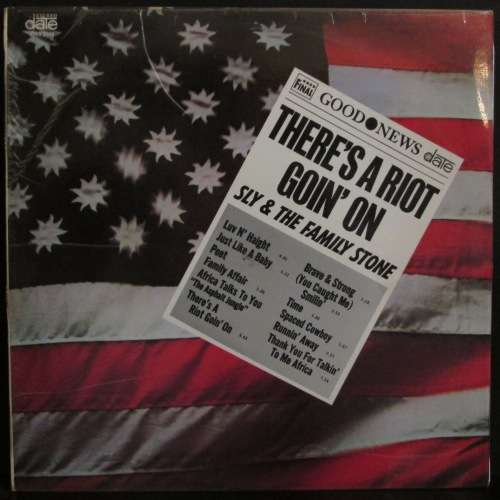 date
FINAL
GOOD NEWS
date
THERE'S A RIOT
GOIN' ON
SLY & THE FAMILY STONE
Luv N' Haight
Just Like A Baby
Poet
Family Affair
Africa Talks To You
"The Asphalt Jungle"
There's A
Riot Goin' On
Brave & Strong
(You Caught Me)
Smilin'
Time
Spaced Cowboy
Runnin' Away
Thank You For Talkin'
To Me Africa